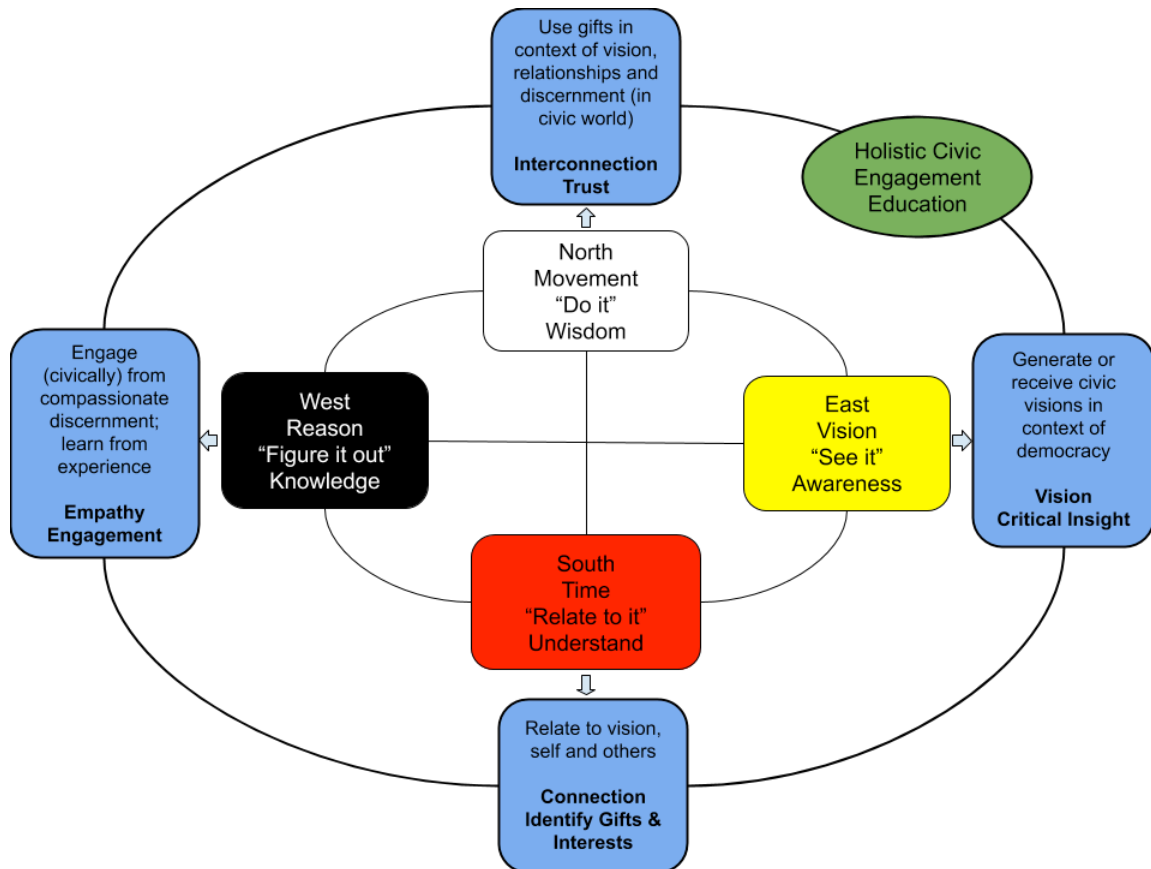 Use gifts in
context of vision,
relationships and
discernment (in
civic world)
Interconnection
Trust
Holistic Civic
Engagement
Education
North
Movement
“Do it”
Wisdom
Engage
(civically) from
compassionate
discernment;
learn from
experience
Empathy
Engagement
West
Reason
“Figure it out”
Knowledge
East
Vision
“See it”
Awareness
Generate or
receive civic
visions in
context of
democracy
Vision
Critical Insight
South
Time
“Relate to it”
Understand
Relate to vision,
self and others
Connection
Identify Gifts &
Interests